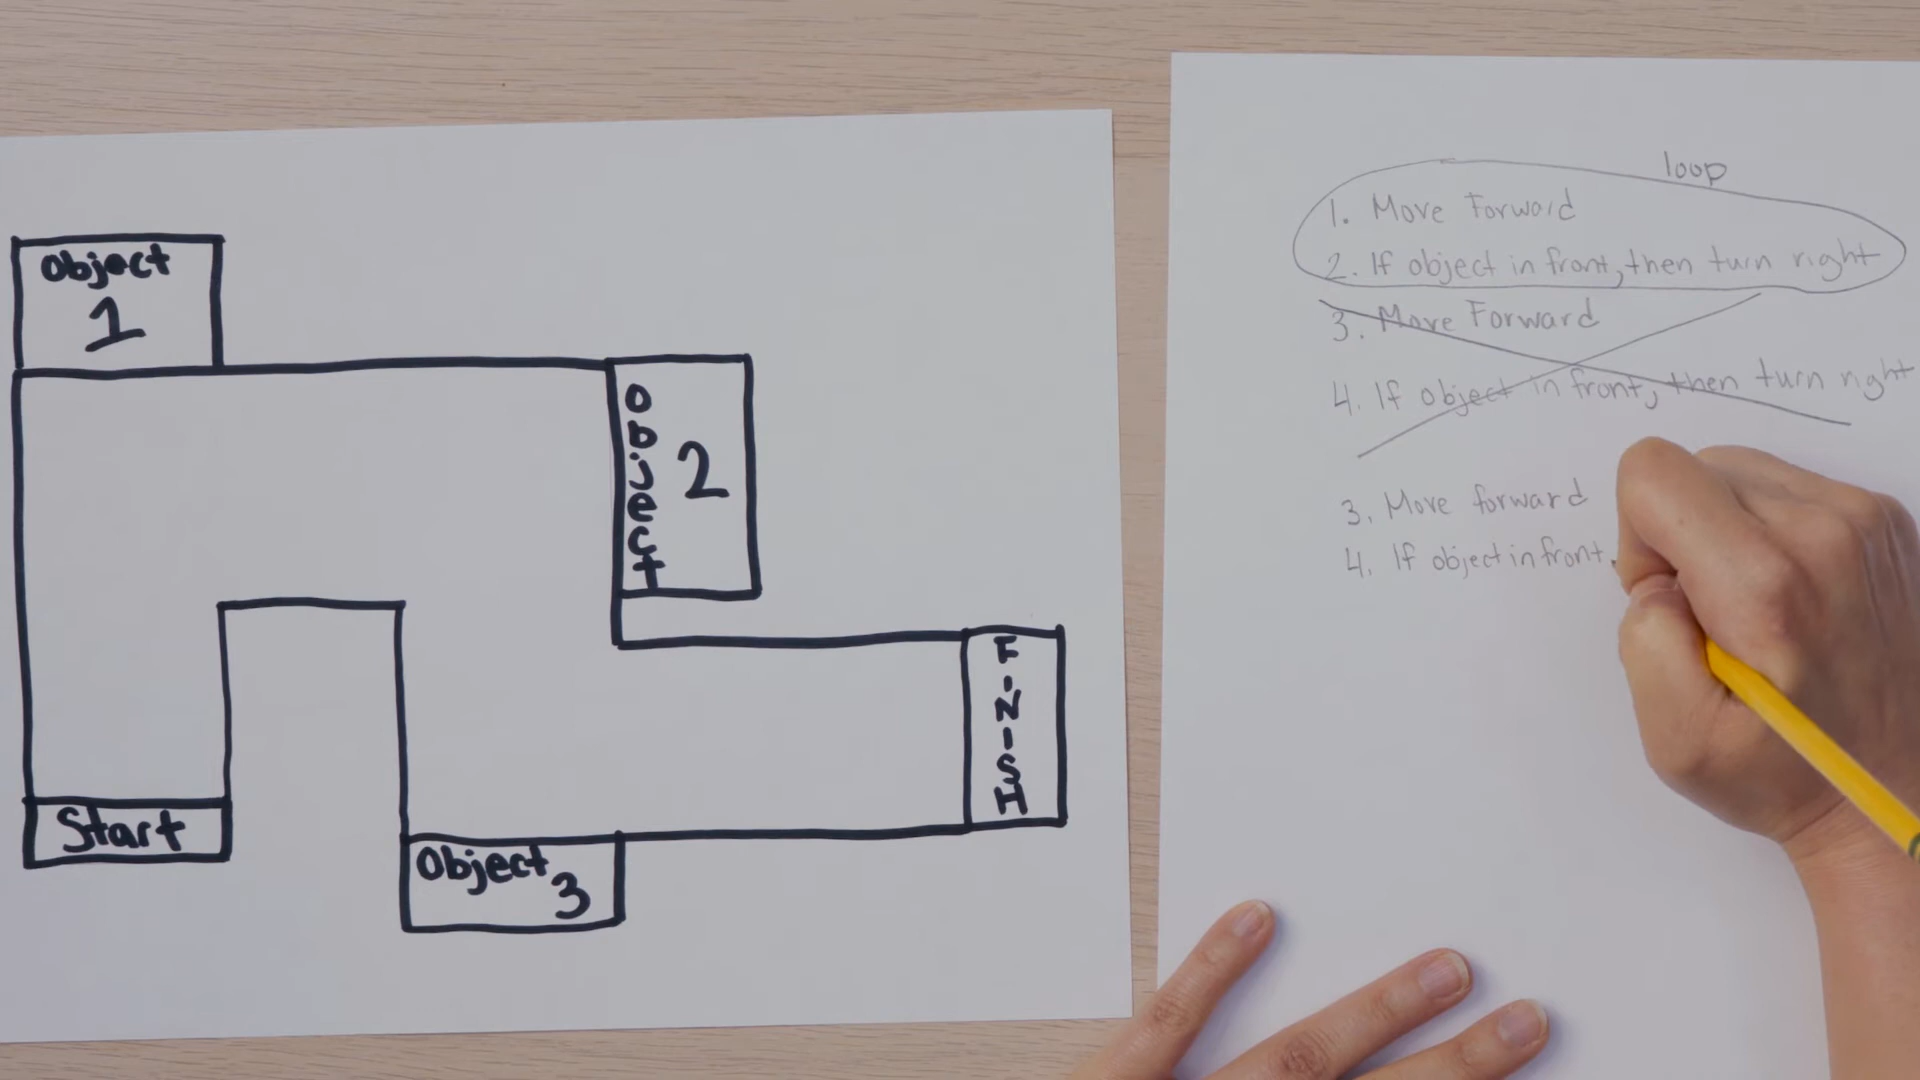 Object
1
Object
2
FINISH
Start
Object
3
loop
1. Move Forward
2. If object in front, then turn right
3. Move Forward
4. If object in front, then turn right
3. Move forward
4. If object in front,